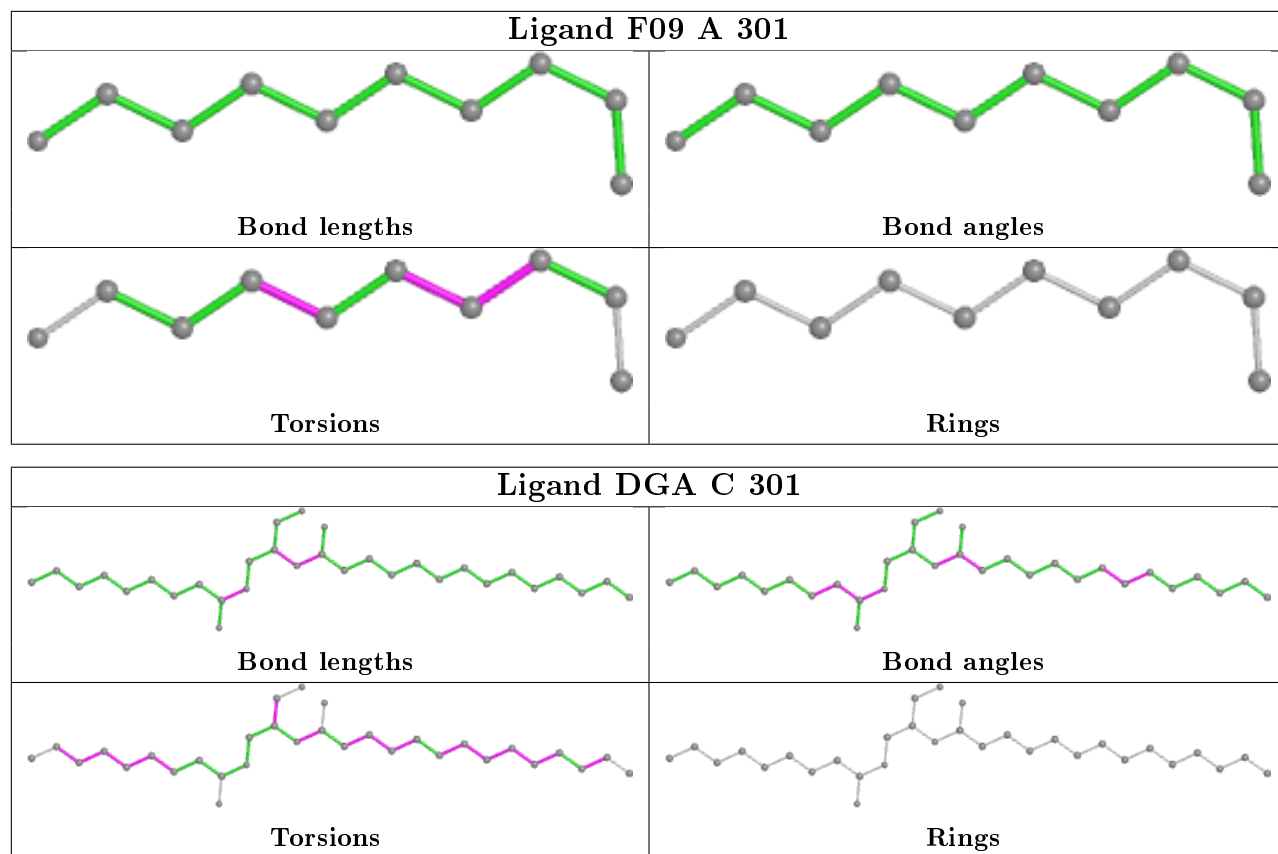 Ligand F09 A 301
Bond lengths
Bond angles
Torsions
Rings
Ligand DGA C 301
Bond lengths
Bond angles
Torsions
Rings